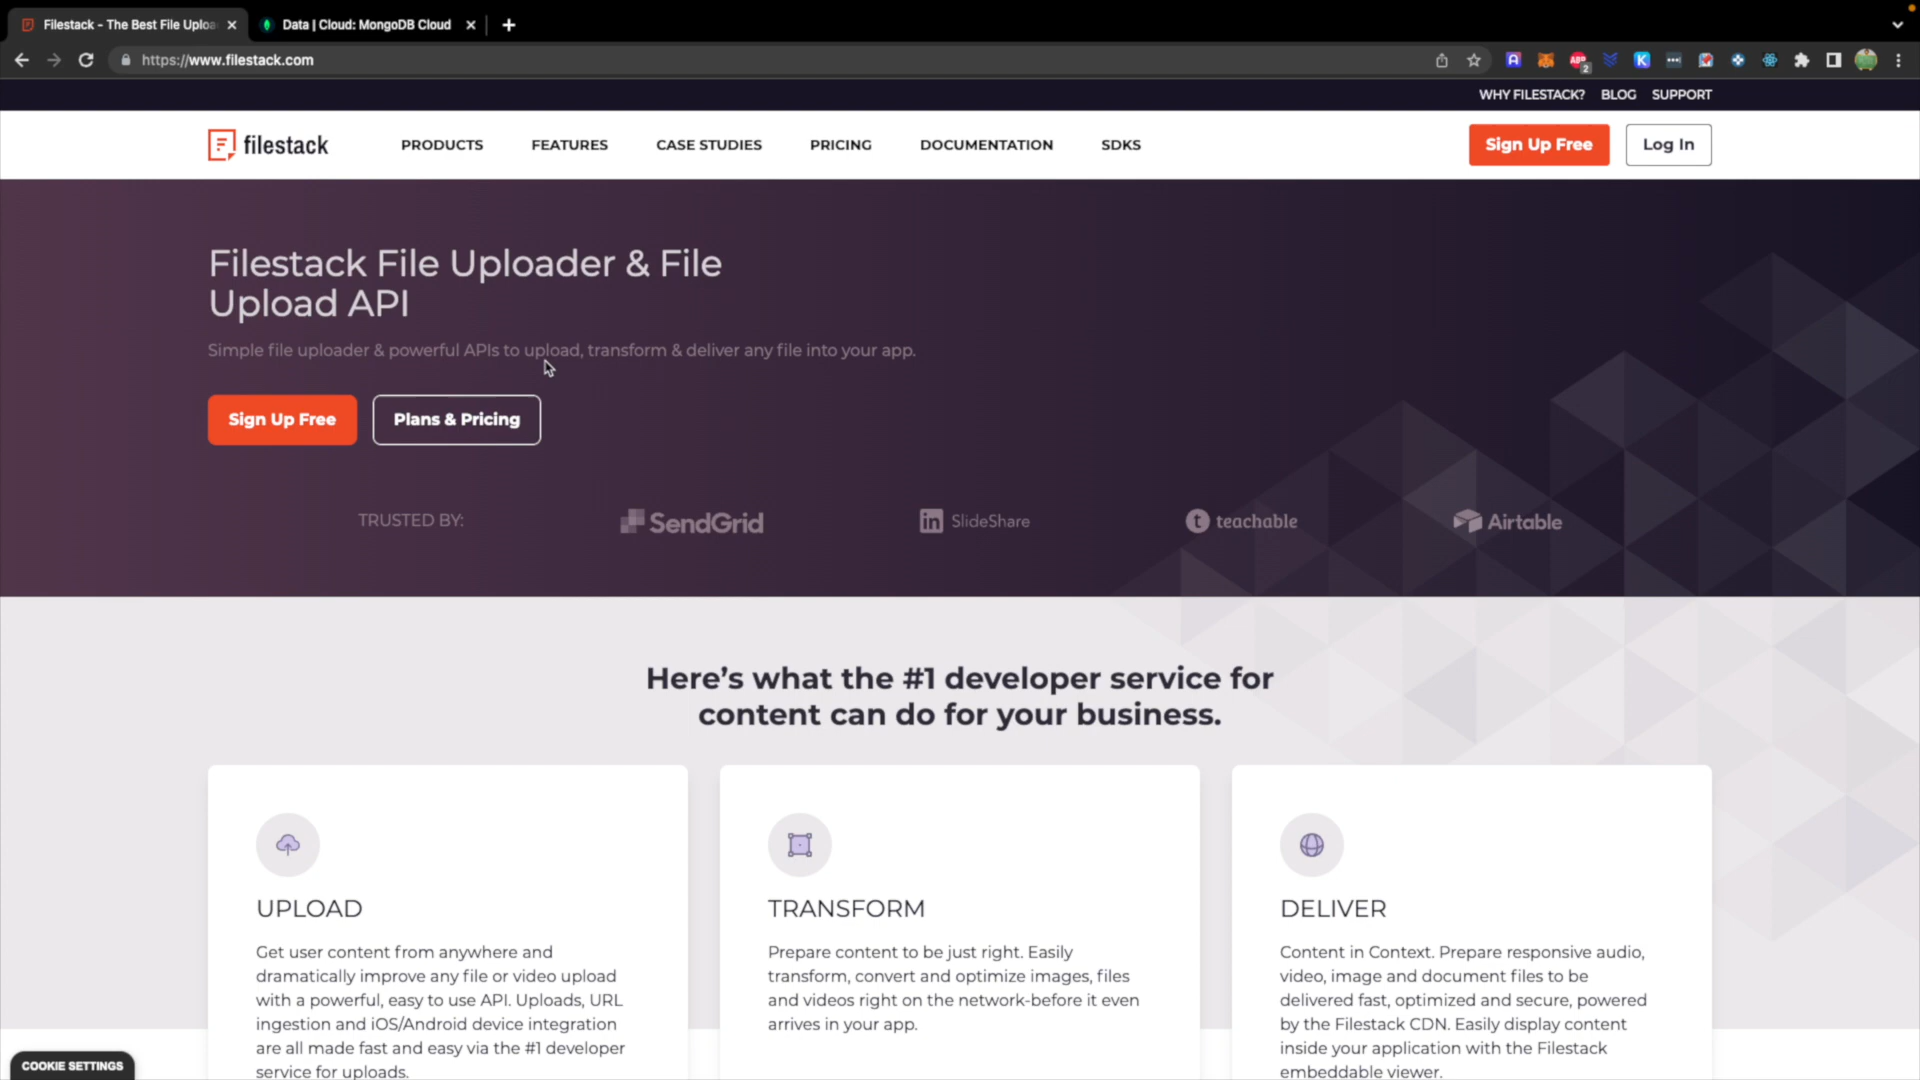 Filestack - The Best File Uploa
Data | Cloud: MongoDB Cloud
https://www.filestack.com
WHY FILESTACK?
BLOG
SUPPORT
filestack
PRODUCTS
FEATURES
CASE STUDIES
PRICING
DOCUMENTATION
SDKS
Sign Up Free
Log In
Filestack File Uploader & File
Upload API
Simple file uploader & powerful APIs to upload, transform & deliver any file into your app.
Sign Up Free
Plans & Pricing
TRUSTED BY:
SendGrid
in SlideShare
t teachable
Airtable
Here's what the #1 developer service for
content can do for your business.
UPLOAD
Get user content from anywhere and
dramatically improve any file or video upload
with a powerful, easy to use API. Uploads, URL
ingestion and iOS/Android device integration
are all made fast and easy via the #1 developer
service for uploads.
TRANSFORM
Prepare content to be just right. Easily
transform, convert and optimize images, files
and videos right on the network-before it even
arrives in your app.
DELIVER
Content in Context. Prepare responsive audio,
video, image and document files to be
delivered fast, optimized and secure, powered
by the Filestack CDN. Easily display content
inside your application with the Filestack
embeddable viewer.
COOKIE SETTINGS